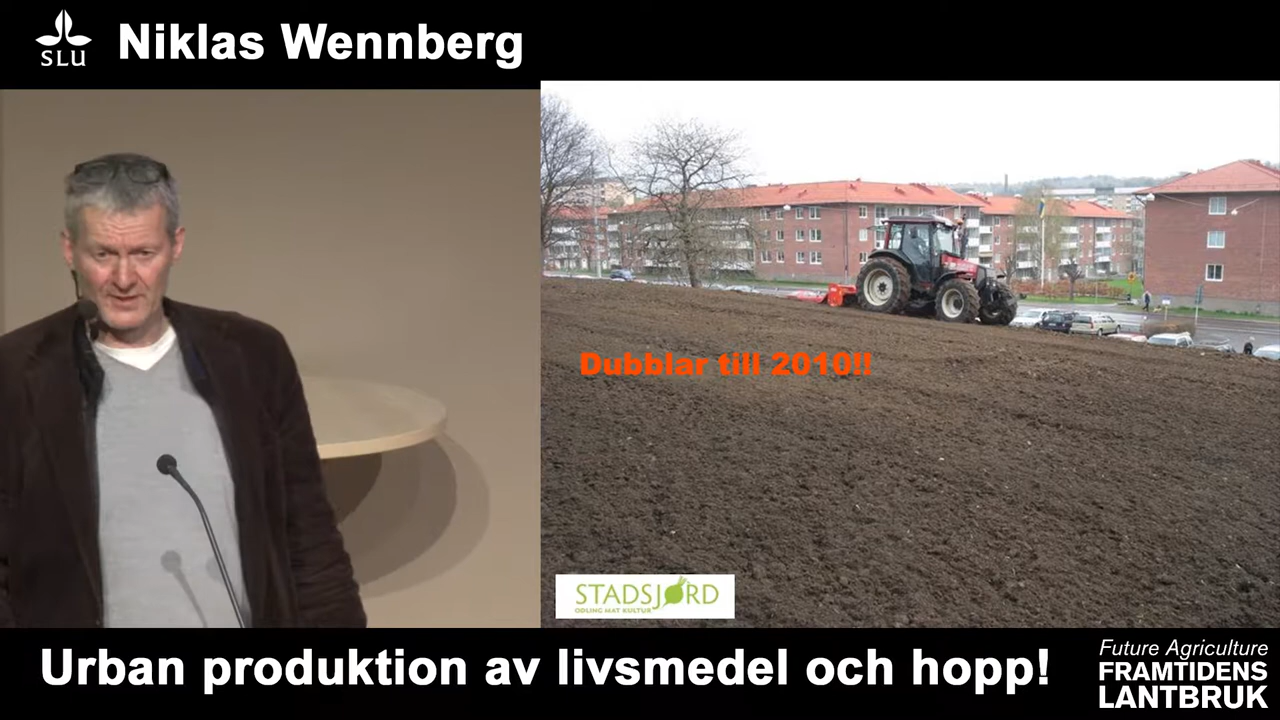 SLU
Niklas Wennberg
Dubblar till 2010!!
STADSJORD
ODLING MAT KULTUR
Urban produktion av livsmedel och hopp!
Future Agriculture
FRAMTIDENS
LANTBRUK